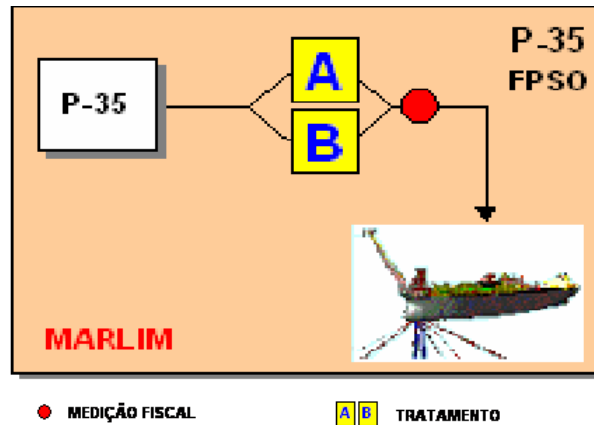 P-35
FPSO
P-35
A
B
MARLIM
MEDIÇÃO FISCAL
A B TRATAMENTO